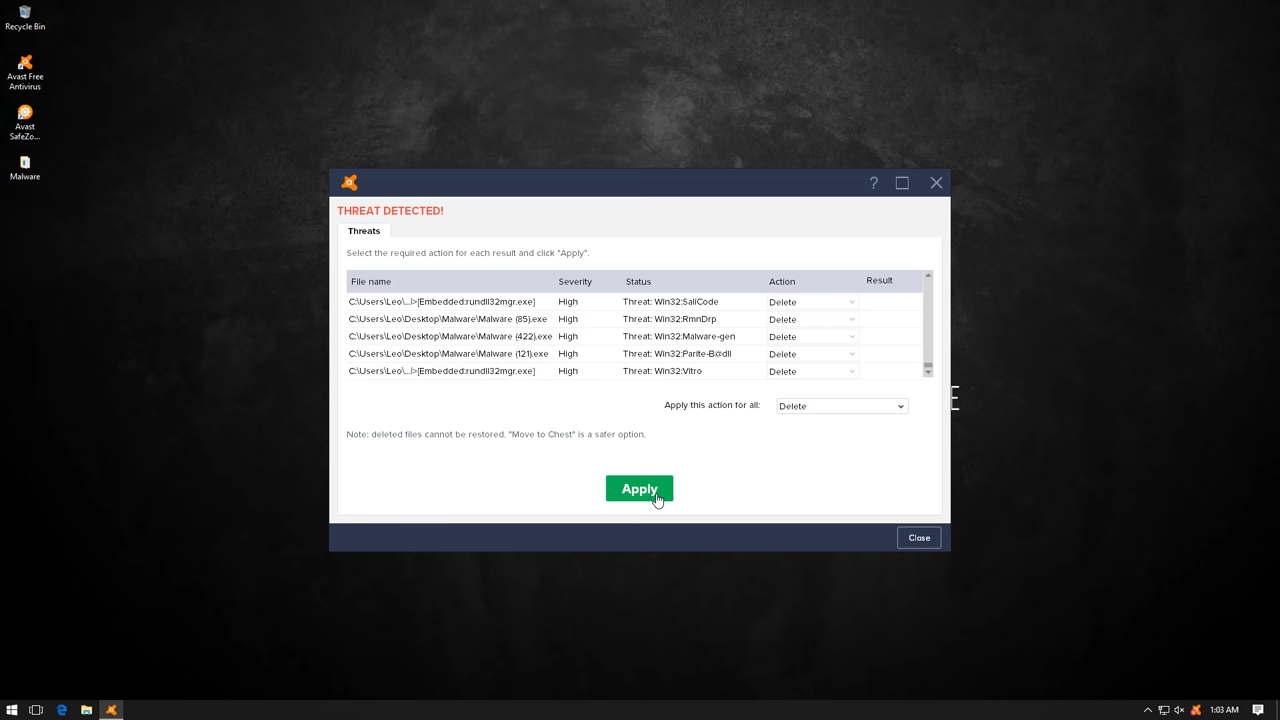 Recycle Bin
Avast Free
Antivirus
Avast
SafeZo...
Malware
?
THREAT DETECTED!
Threats
Select the required action for each result and click "Apply".
File name Severity Status Action Result
C:\Users\Leo\...l>[Embedded:rundll32mgr.exe] High Threat: Win32:SaliCode Delete
C:\Users\Leo\Desktop\Malware\Malware (85).exe High Threat: Win32:RmnDrp Delete
C:\Users\Leo\Desktop\Malware\Malware (422).exe High Threat: Win32:Malware-gen Delete
C:\Users\Leo\Desktop\Malware\Malware (121).exe High Threat: Win32:Parite-B@dll Delete
C:\Users\Leo\...l>[Embedded:rundll32mgr.exe] High Threat: Win32:Vitro Delete
E
Apply this action for all: Delete
Note: deleted files cannot be restored. "Move to Chest" is a safer option.
Apply
Close
1:03 AM